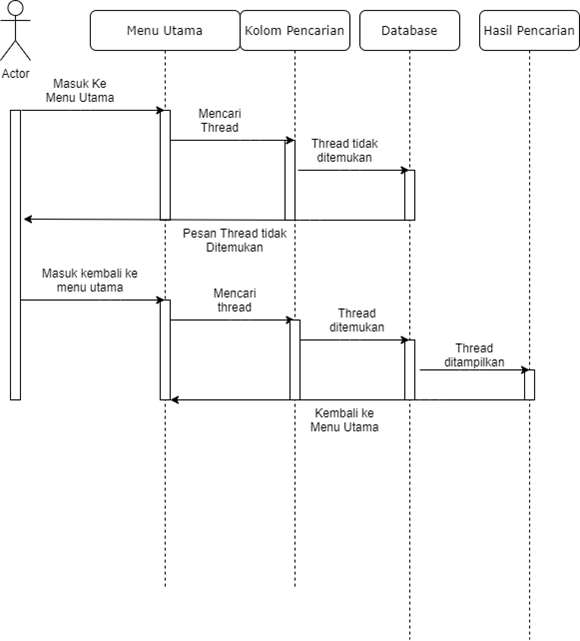 Actor
Menu Utama
Kolom Pencarian
Database
Hasil Pencarian
Masuk Ke
Menu Utama
Mencari
Thread
Thread tidak
ditemukan
Pesan Thread tidak
Ditemukan
Masuk kembali ke
menu utama
Mencari
thread
Thread
ditemukan
Thread
ditampilkan
Kembali ke
Menu Utama